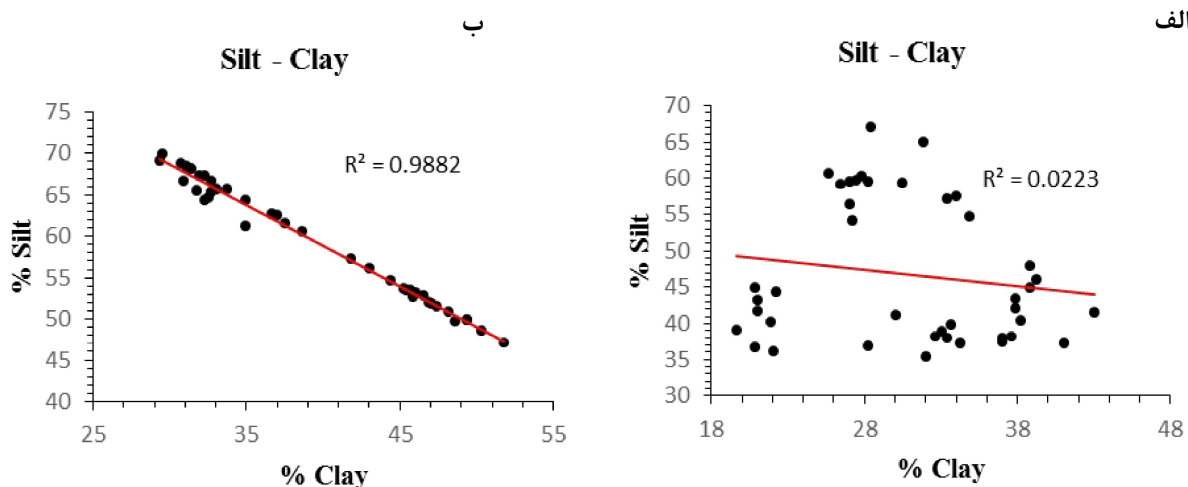 الف
Silt - Clay
70
65
60
55
50
45
40
35
30
% Silt
R² = 0.0223
18 28 38 48
% Clay
ب
Silt - Clay
75
70
65
60
55
50
45
40
% Silt
R² = 0.9882
25 35 45 55
% Clay